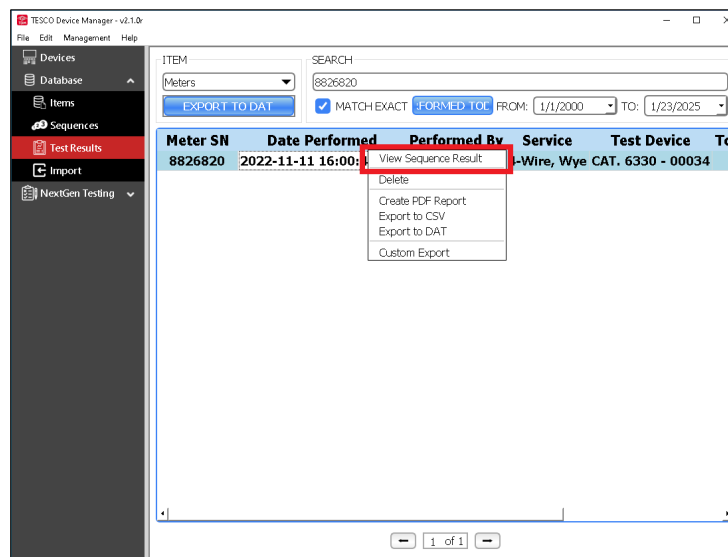 TESCO Device Manager - v2.1.0r
File Edit Management Help
Devices
Database
Items
Sequences
Test Results
Import
NextGen Testing
ITEM
Meters
EXPORT TO DAT
SEARCH
8826820
MATCH EXACT FROM: 1/1/2000 TO: 1/23/2025
Meter SN Date Performed Performed By Service Test Device
8826820 2022-11-11 16:00: -Wire, Wye CAT. 6330 - 00034
View Sequence Result
Delete
Create PDF Report
Export to CSV
Export to DAT
Custom Export
1 of 1